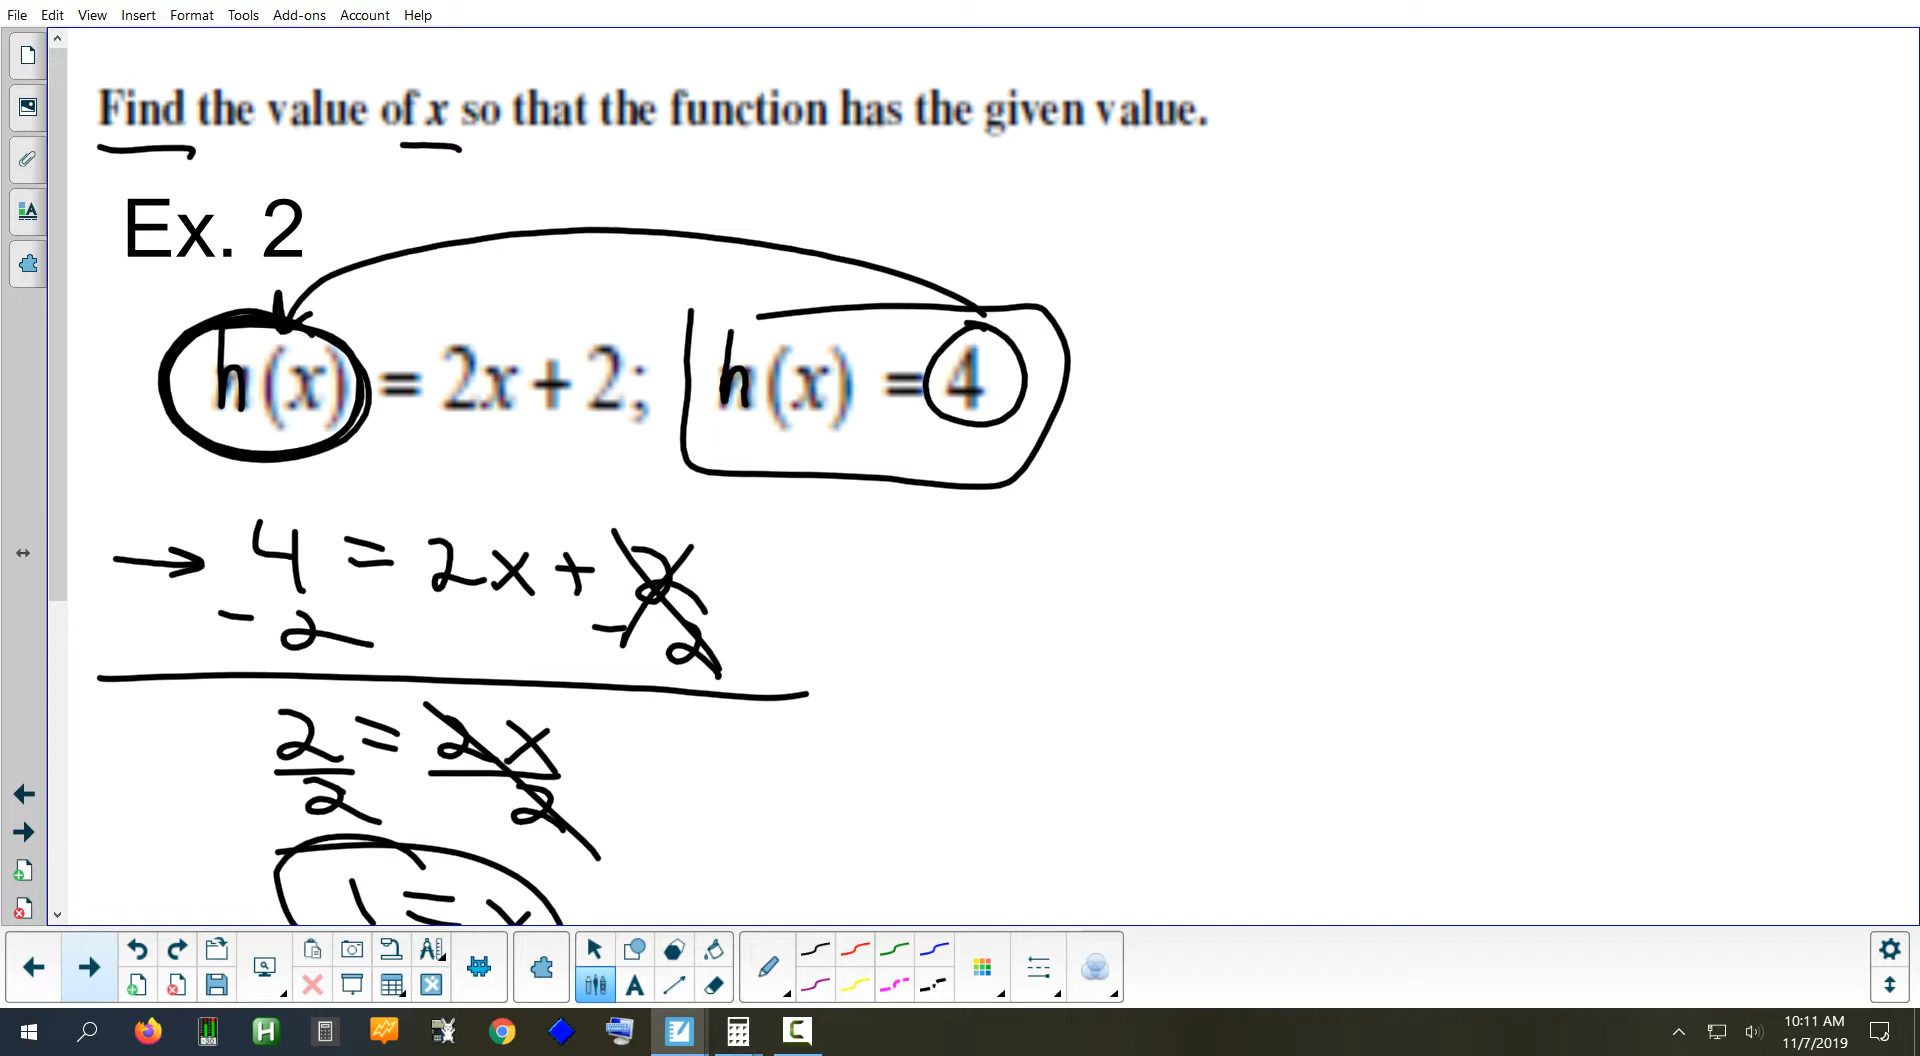 File Edit View Insert Format Tools Add-ons Account Help
Find the value of x so that the function has the given value.
Ex. 2
h(x) = 2x + 2; h(x) = 4
4 = 2x + 2
- 2 - 2
2 = 2x
2 2
1 = x
10:11 AM
11/7/2019